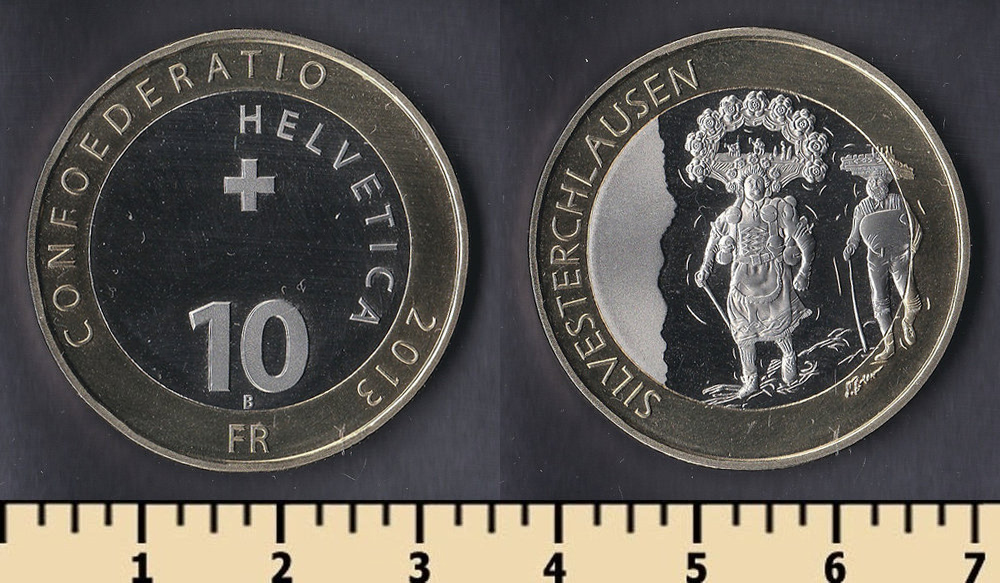 CONFOEDERATIO
HELVETICA
2013
10
B
FR
SILVESTERCHLAUSEN
1 2 3 4 5 6 7